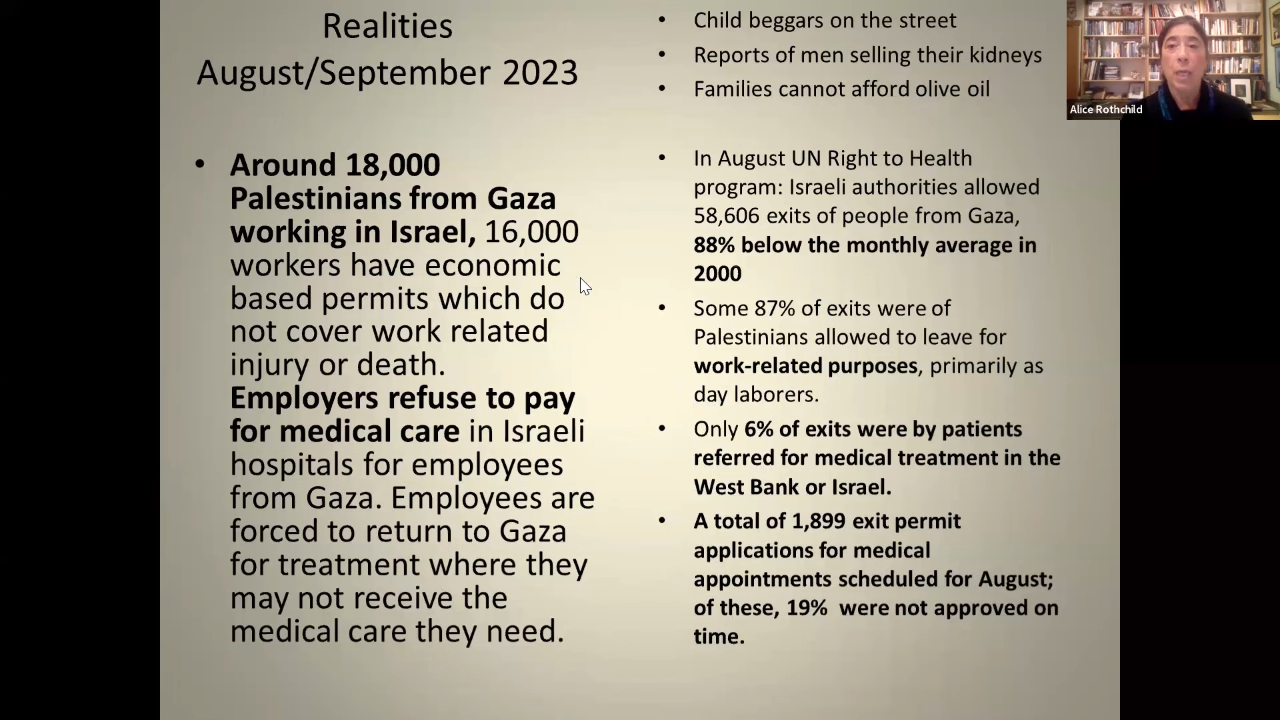 Realities
August/September 2023
• Around 18,000
Palestinians from Gaza
working in Israel, 16,000
workers have economic
based permits which do
not cover work related
injury or death.
Employers refuse to pay
for medical care in Israeli
hospitals for employees
from Gaza. Employees are
forced to return to Gaza
for treatment where they
may not receive the
medical care they need.
• Child beggars on the street
• Reports of men selling their kidneys
• Families cannot afford olive oil
• In August UN Right to Health
program: Israeli authorities allowed
58,606 exits of people from Gaza,
88% below the monthly average in
2000
• Some 87% of exits were of
Palestinians allowed to leave for
work-related purposes, primarily as
day laborers.
• Only 6% of exits were by patients
referred for medical treatment in the
West Bank or Israel.
• A total of 1,899 exit permit
applications for medical
appointments scheduled for August;
of these, 19% were not approved on
time.
Alice Rothchild